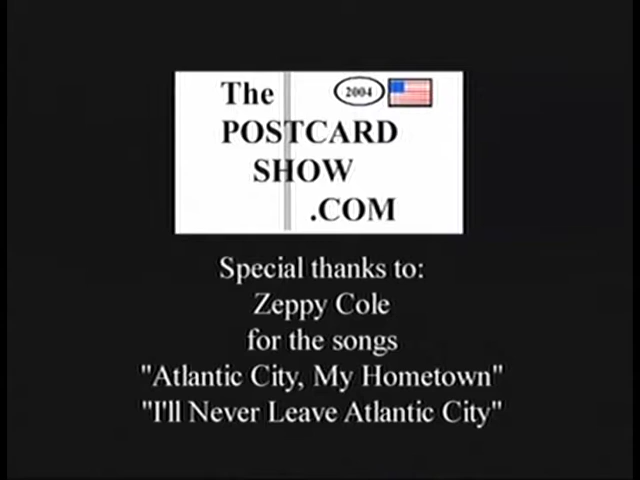 The
2004
POSTCARD
SHOW
.COM
Special thanks to:
Zeppy Cole
for the songs
"Atlantic City, My Hometown"
"I'll Never Leave Atlantic City"